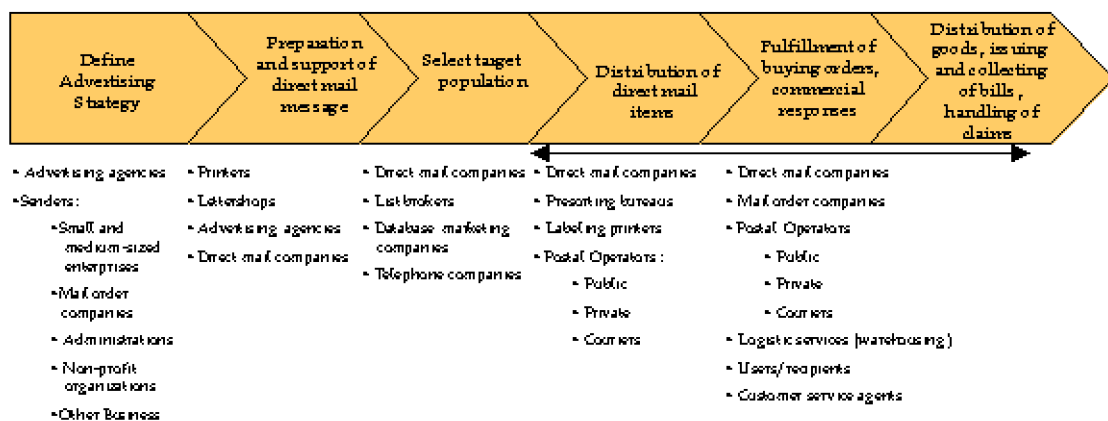 Define
Advertising
Strategy
Preparation
and support of
direct mail
message
Select target
population
Distribution of
direct mail
items
Fulfillment of
buying orders,
commercial
responses
Distribution of
goods, issuing
and collecting
of bills,
handling of
claims
• Advertising agencies
• Senders:
• Small and
medium-sized
enterprises
• Mail order
companies
• Administrations
• Non-profit
organizations
• Other Business
• Printers
• Lettershops
• Advertising agencies
• Direct mail companies
• Direct mail companies
• List brokers
• Database marketing
companies
• Telephone companies
• Direct mail companies
• Presorting bureaus
• Labeling printers
• Postal Operators:
• Public
• Private
• Couriers
• Direct mail companies
• Mail order companies
• Postal Operators
• Public
• Private
• Couriers
• Logistic services (warehousing)
• Users/recipients
• Customer service agents